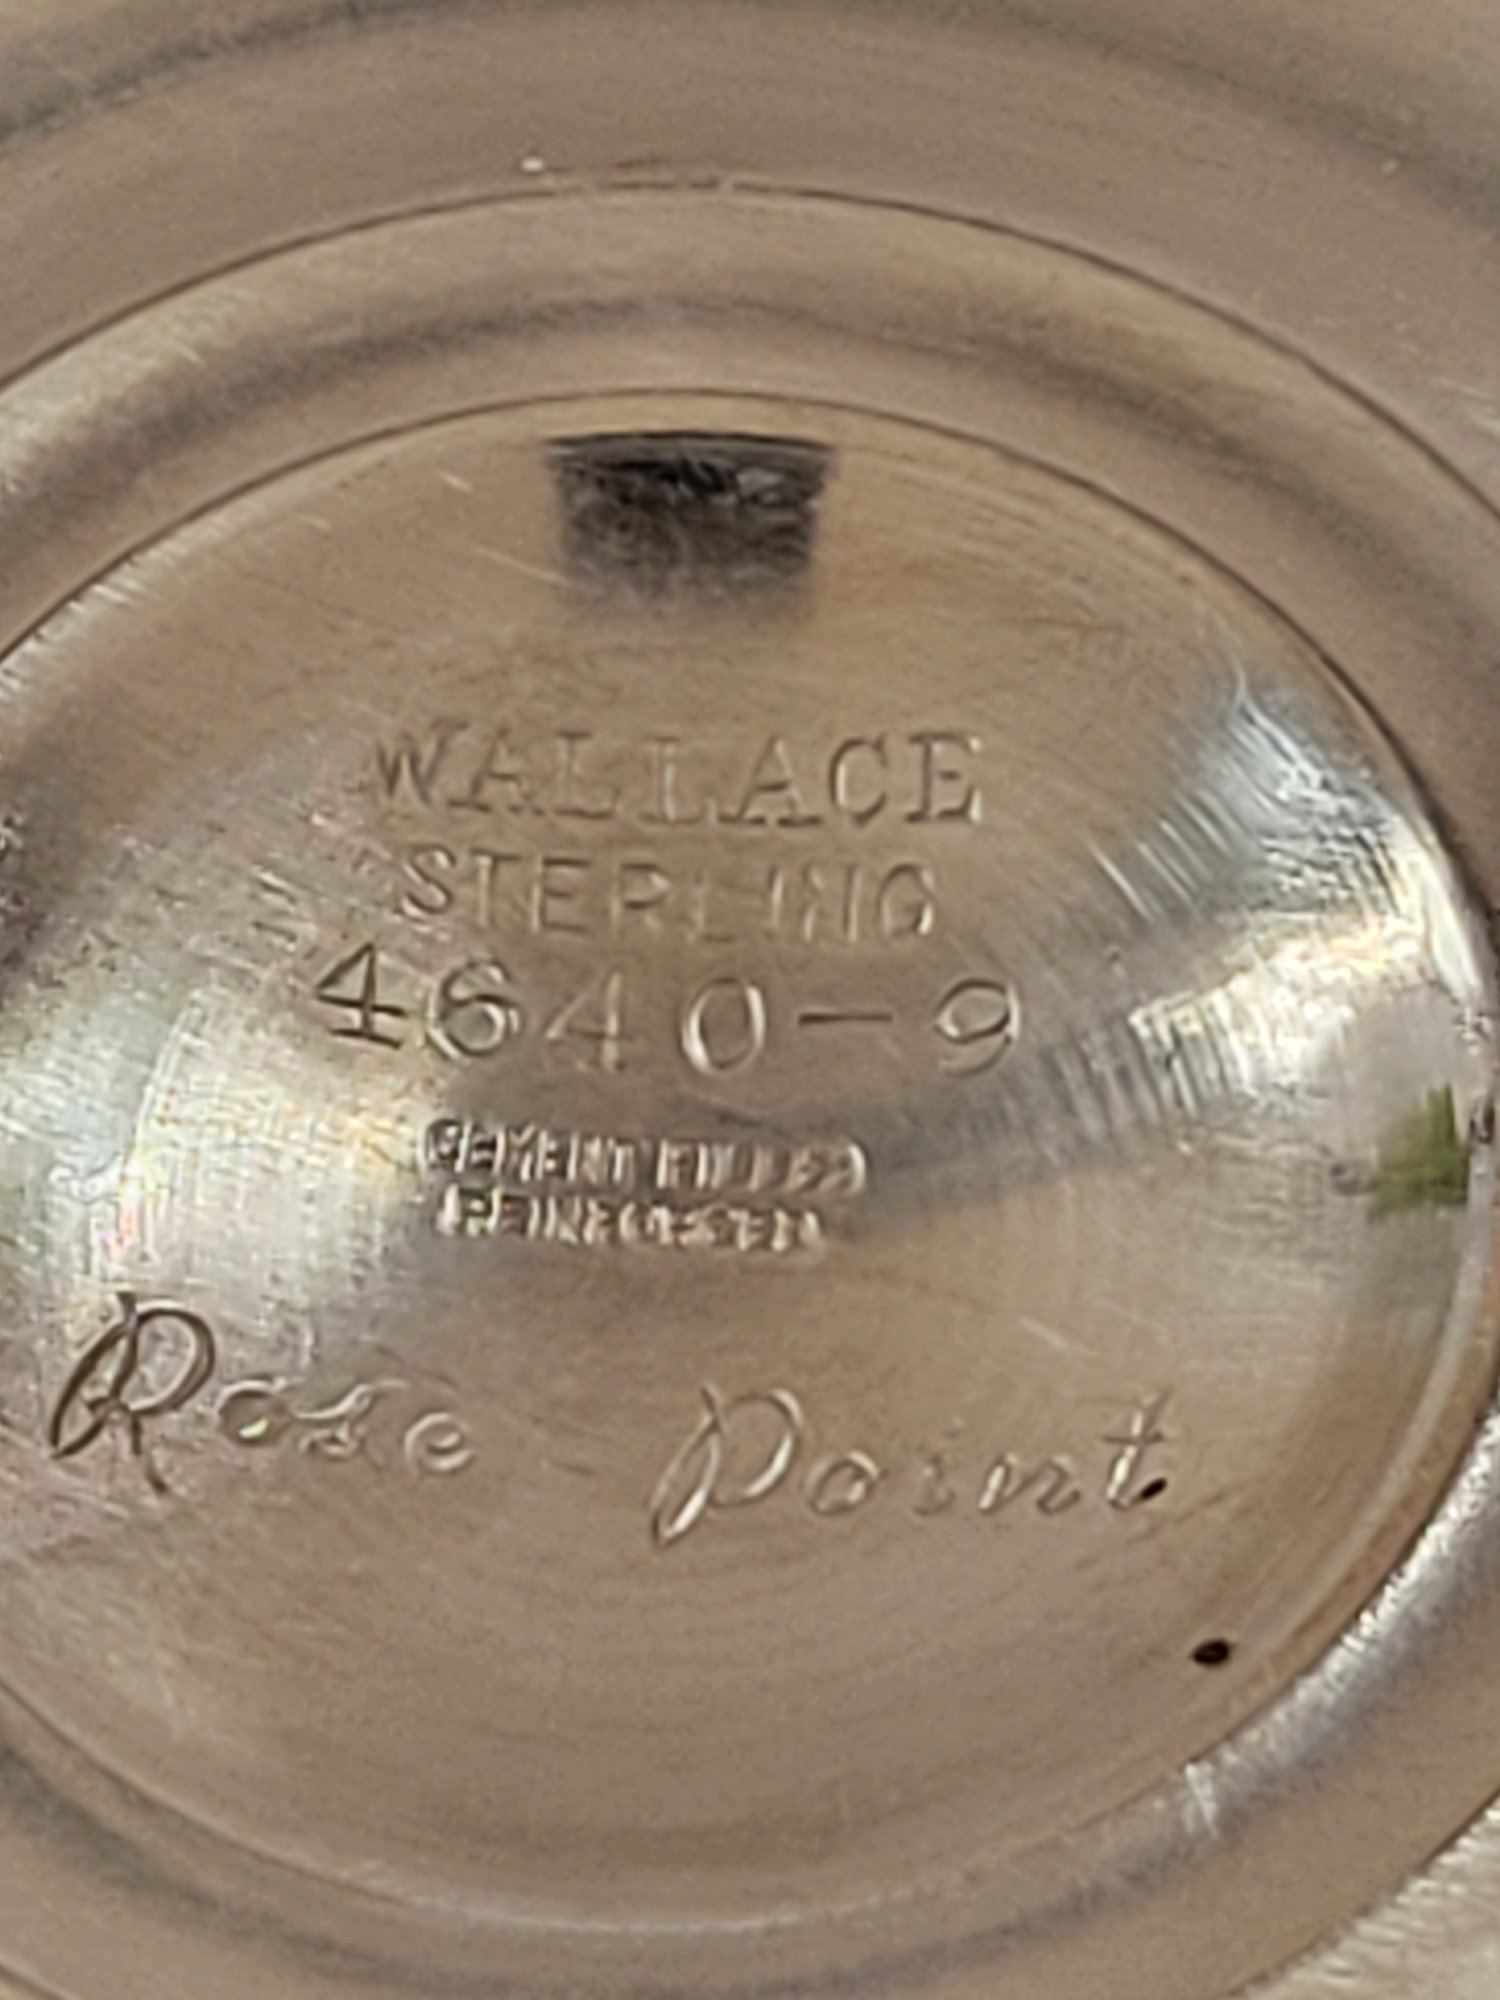 WALLACE
STERLING
4640-9
CEMENT FILLED
REINFORCED
Rose Point